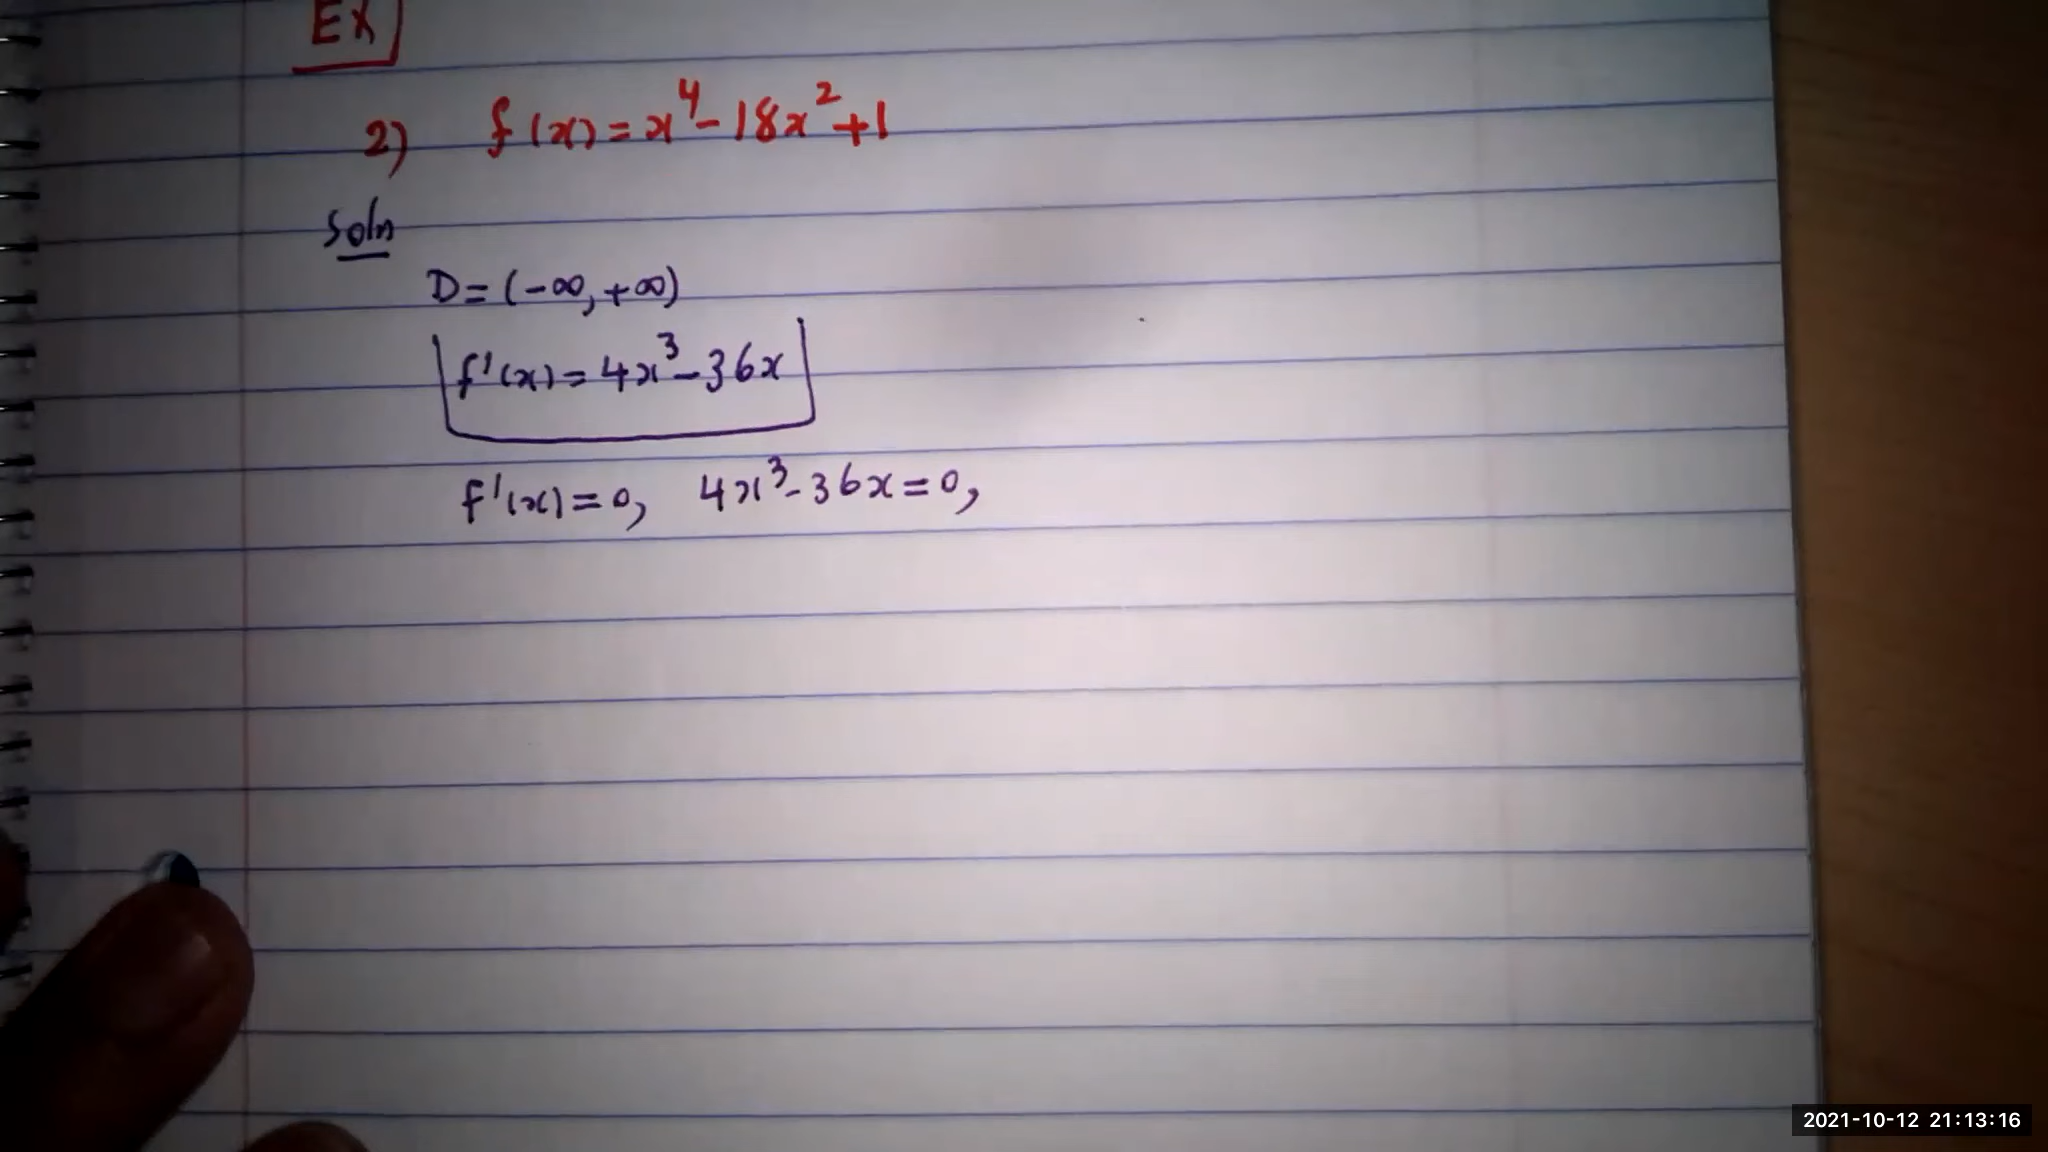 Ex
2) f(x) = x⁴ - 18x² + 1
Soln
D = (-∞, +∞)
f'(x) = 4x³ - 36x
f'(x) = 0, 4x³ - 36x = 0,
2021-10-12 21:13:16